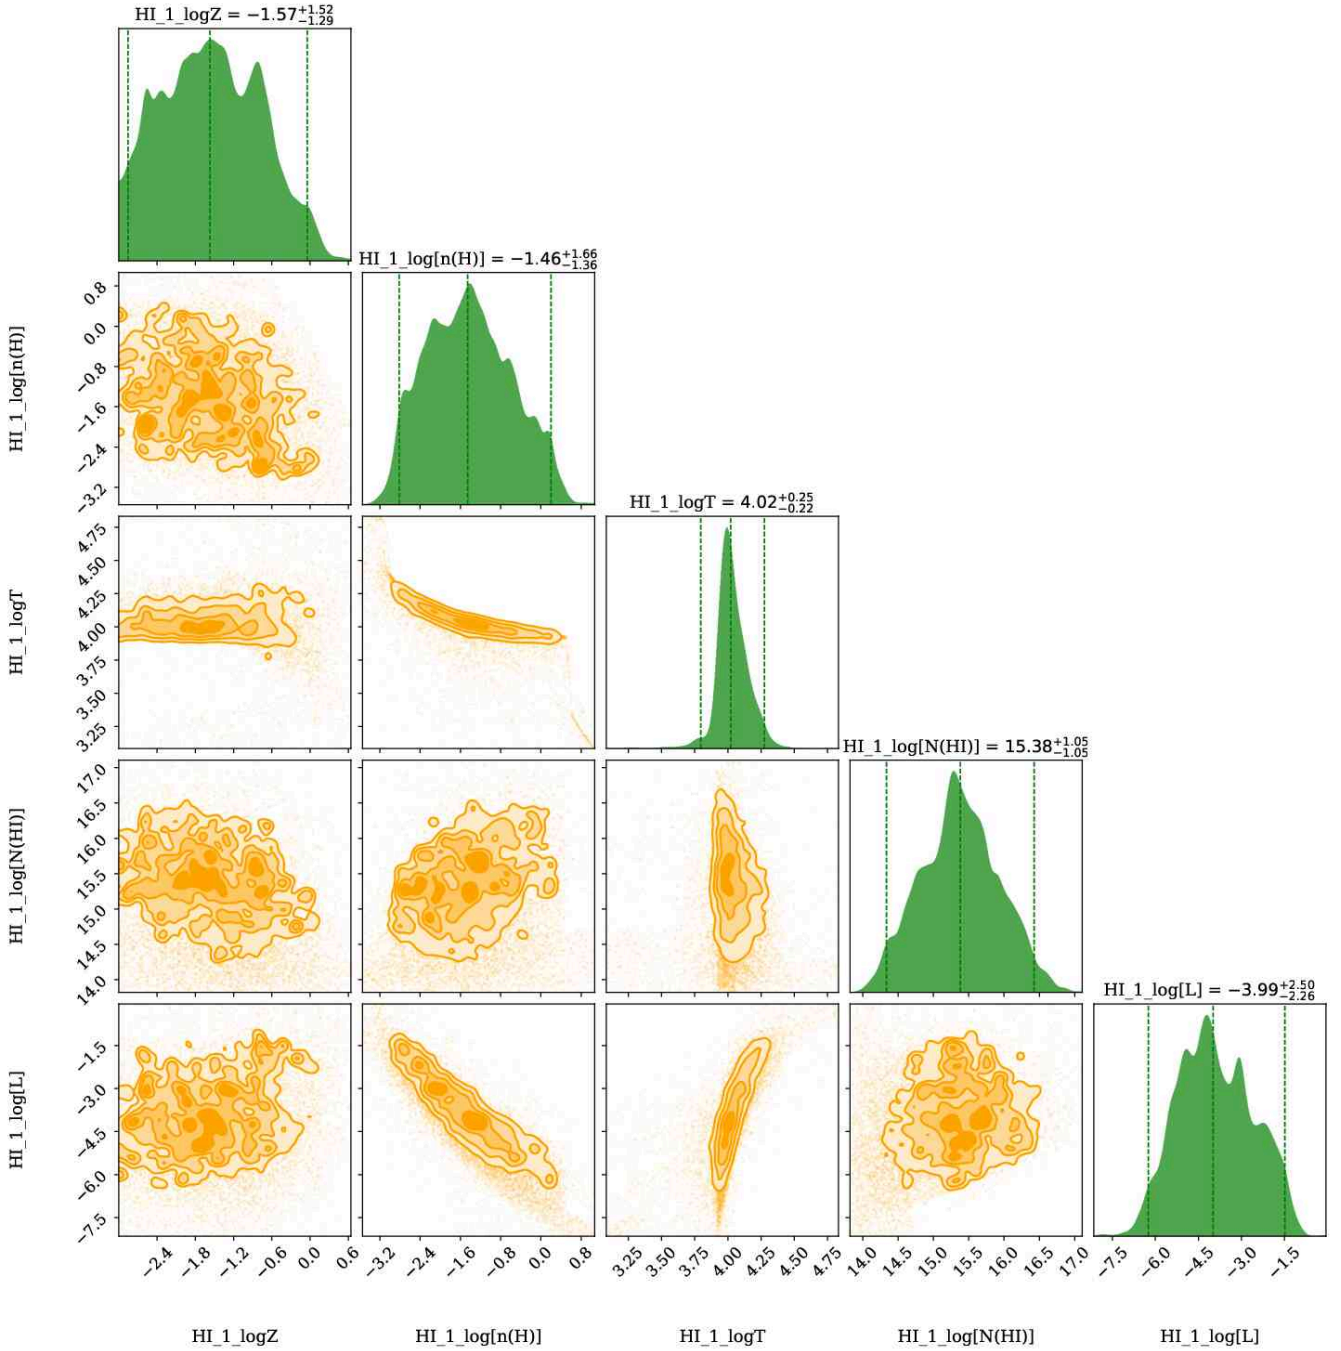 HI_1_logZ = −1.57+1.52 −1.29
HI_1_log[n(H)] = −1.46+1.66 −1.36
0.8
0.0
−0.8
−1.6
−2.4
−3.2
HI_1_log[n(H)]
HI_1_logT = 4.02+0.25 −0.22
4.75
4.50
4.25
4.00
3.75
3.50
3.25
HI_1_logT
HI_1_log[N(HI)] = 15.38+1.05 −1.05
17.0
16.5
16.0
15.5
15.0
14.5
14.0
HI_1_log[N(HI)]
HI_1_log[L] = −3.99+2.50 −2.26
−1.5
−3.0
−4.5
−6.0
−7.5
HI_1_log[L]
−2.4 −1.8 −1.2 −0.6 0.0 0.6
−3.2 −2.4 −1.6 −0.8 0.0 0.8
3.25 3.50 3.75 4.00 4.25 4.50 4.75
14.0 14.5 15.0 15.5 16.0 16.5 17.0
−7.5 −6.0 −4.5 −3.0 −1.5
HI_1_logZ
HI_1_log[n(H)]
HI_1_logT
HI_1_log[N(HI)]
HI_1_log[L]